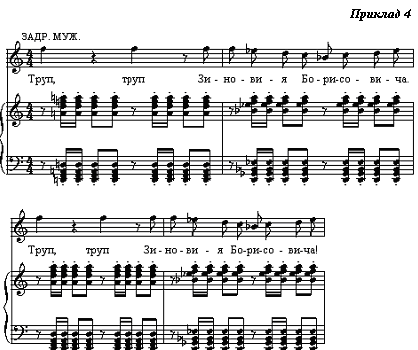 Приклад 4
ЗАДР. МУЖ.
Труп, труп Зи - но - ви - я Бо - ри - со - ви - ча.
Труп, труп Зи - но - ви - я Бо - ри - со - ви - ча!